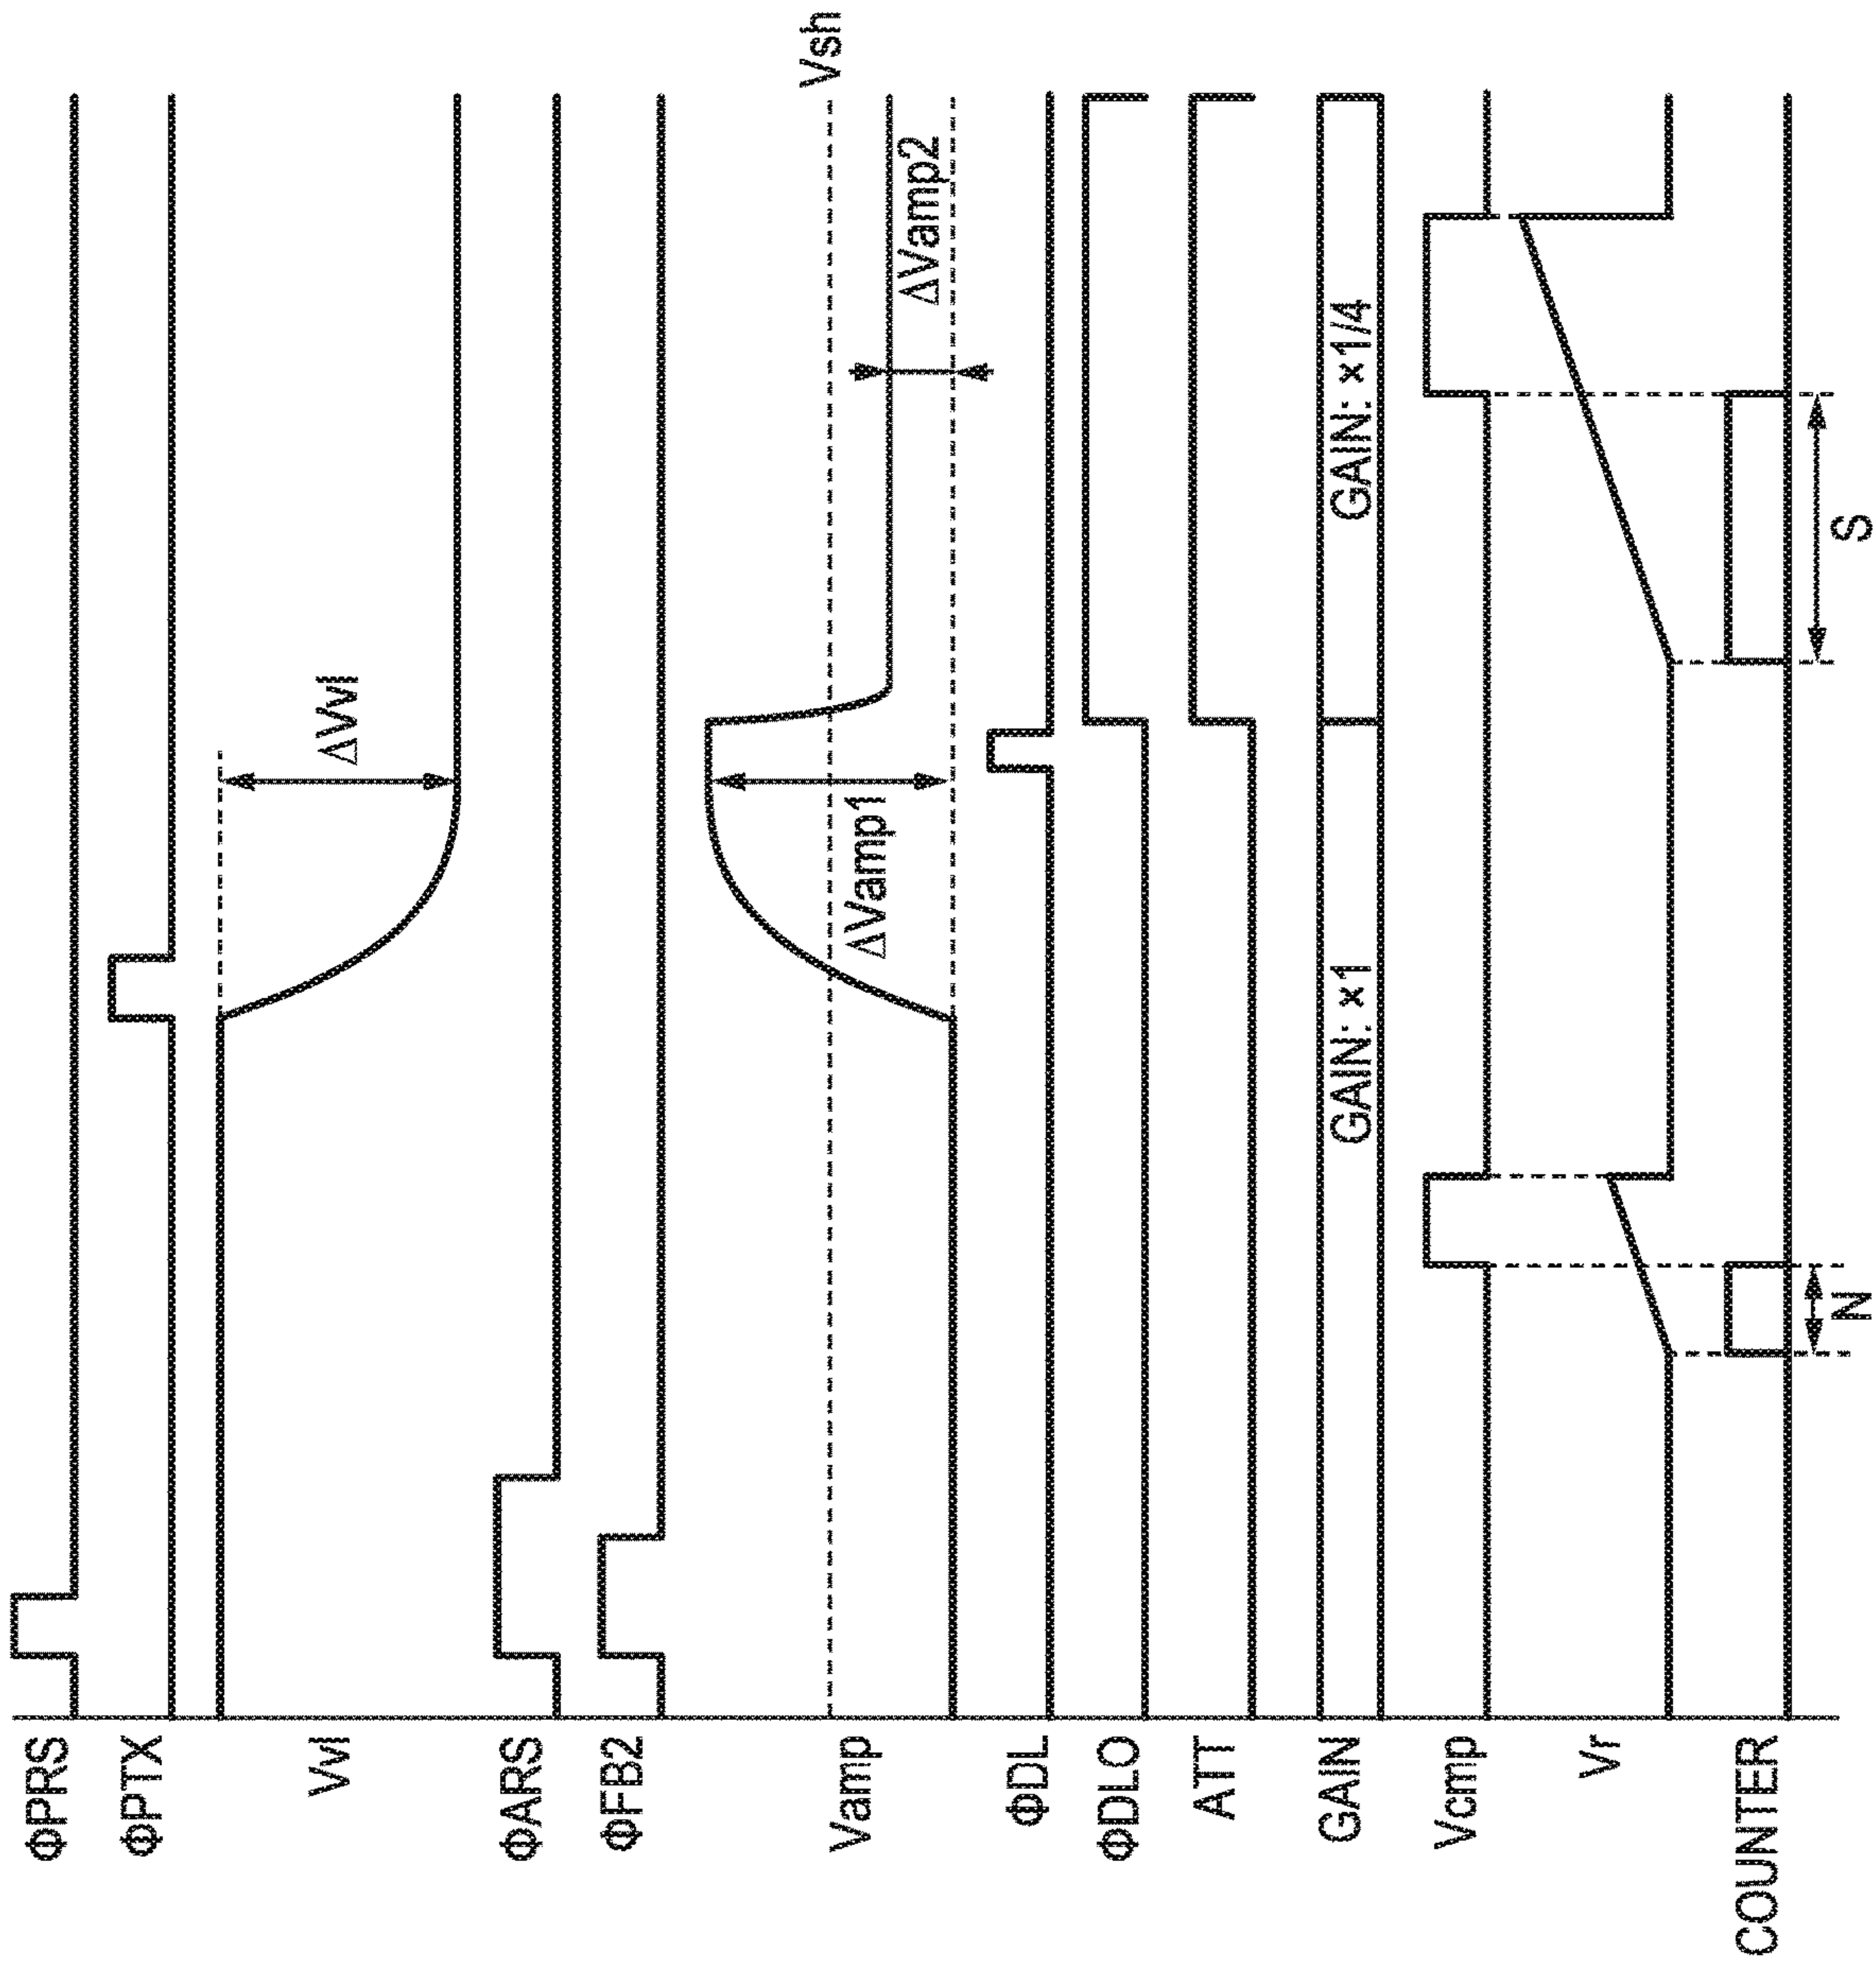 ΦPRS
ΦPTX
Vvl
ΔVvl
ΦARS
ΦFB2
Vamp
ΔVamp1
Vsh
ΔVamp2
ΦDL
ΦDLO
ATT
GAIN
GAIN: ×1
GAIN: ×1/4
Vcmp
Vr
COUNTER
N
S